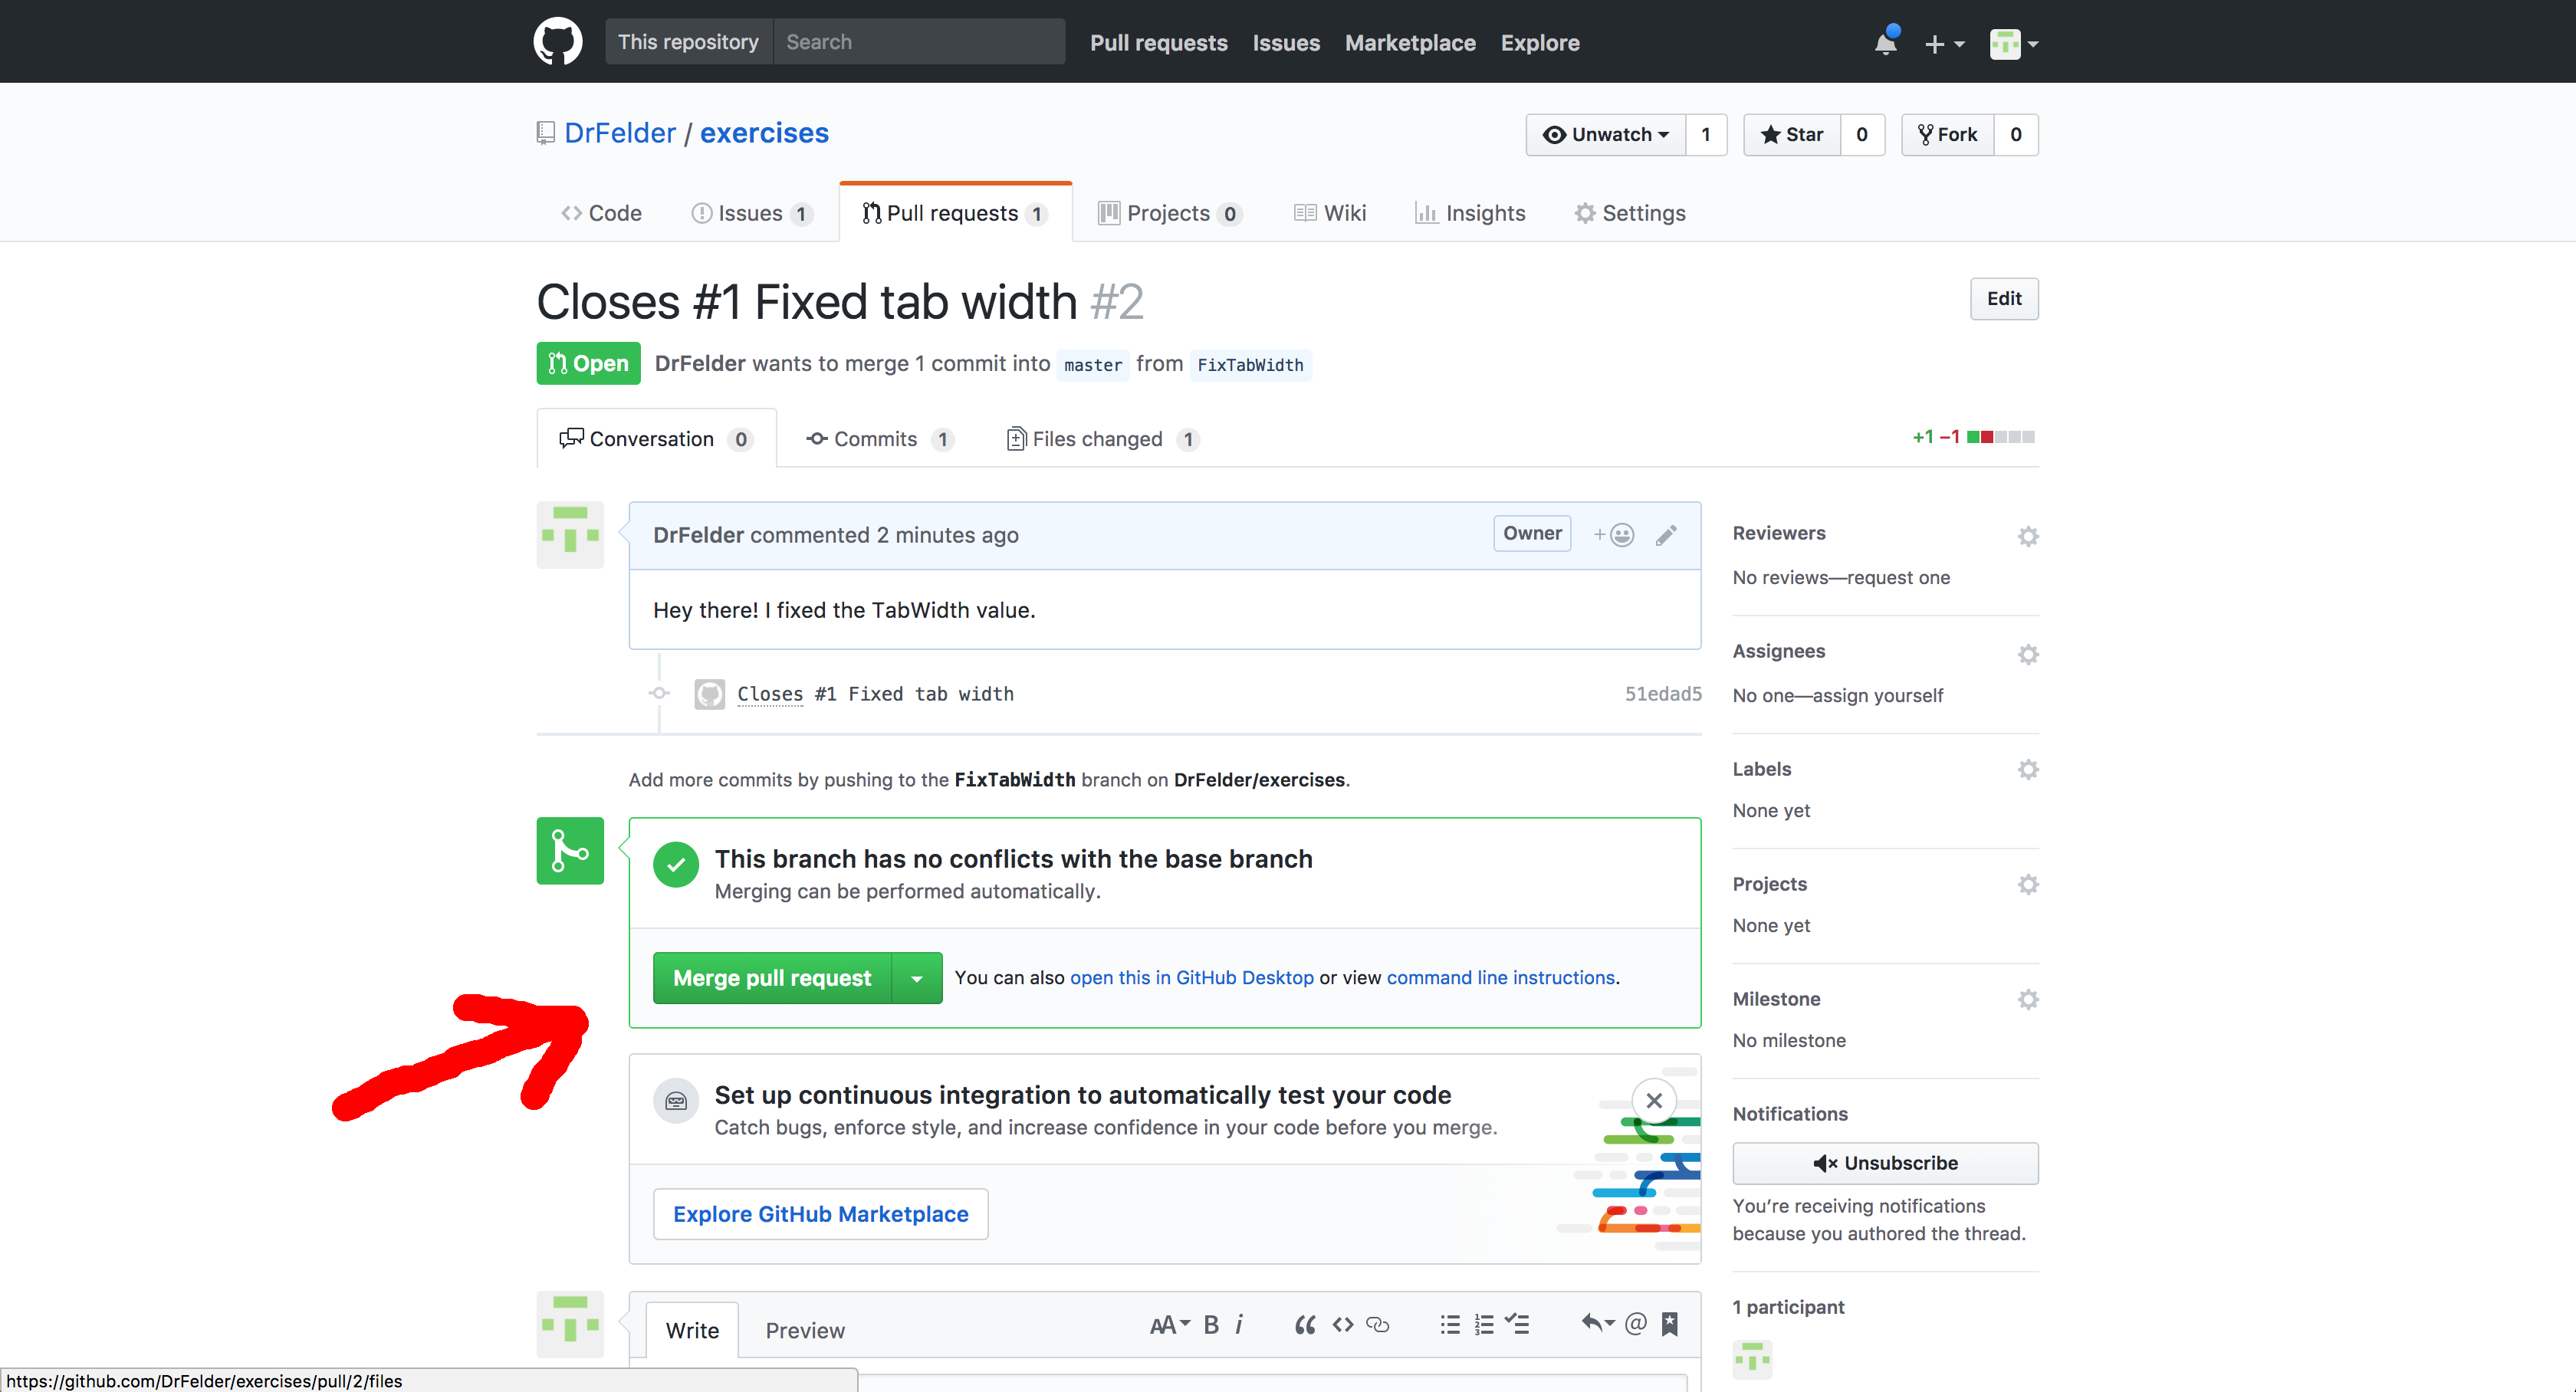 This repository Search Pull requests Issues Marketplace Explore
DrFelder / exercises Unwatch 1 Star 0 Fork 0
Code Issues 1 Pull requests 1 Projects 0 Wiki Insights Settings
Closes #1 Fixed tab width #2 Edit
Open DrFelder wants to merge 1 commit into master from FixTabWidth
Conversation 0 Commits 1 Files changed 1 +1 −1
DrFelder commented 2 minutes ago Owner
Hey there! I fixed the TabWidth value.
Closes #1 Fixed tab width 51edad5
Add more commits by pushing to the FixTabWidth branch on DrFelder/exercises.
This branch has no conflicts with the base branch
Merging can be performed automatically.
Merge pull request You can also open this in GitHub Desktop or view command line instructions.
Set up continuous integration to automatically test your code
Catch bugs, enforce style, and increase confidence in your code before you merge.
Explore GitHub Marketplace
Write Preview AA B i
Reviewers
No reviews—request one
Assignees
No one—assign yourself
Labels
None yet
Projects
None yet
Milestone
No milestone
Notifications
Unsubscribe
You’re receiving notifications
because you authored the thread.
1 participant
https://github.com/DrFelder/exercises/pull/2/files